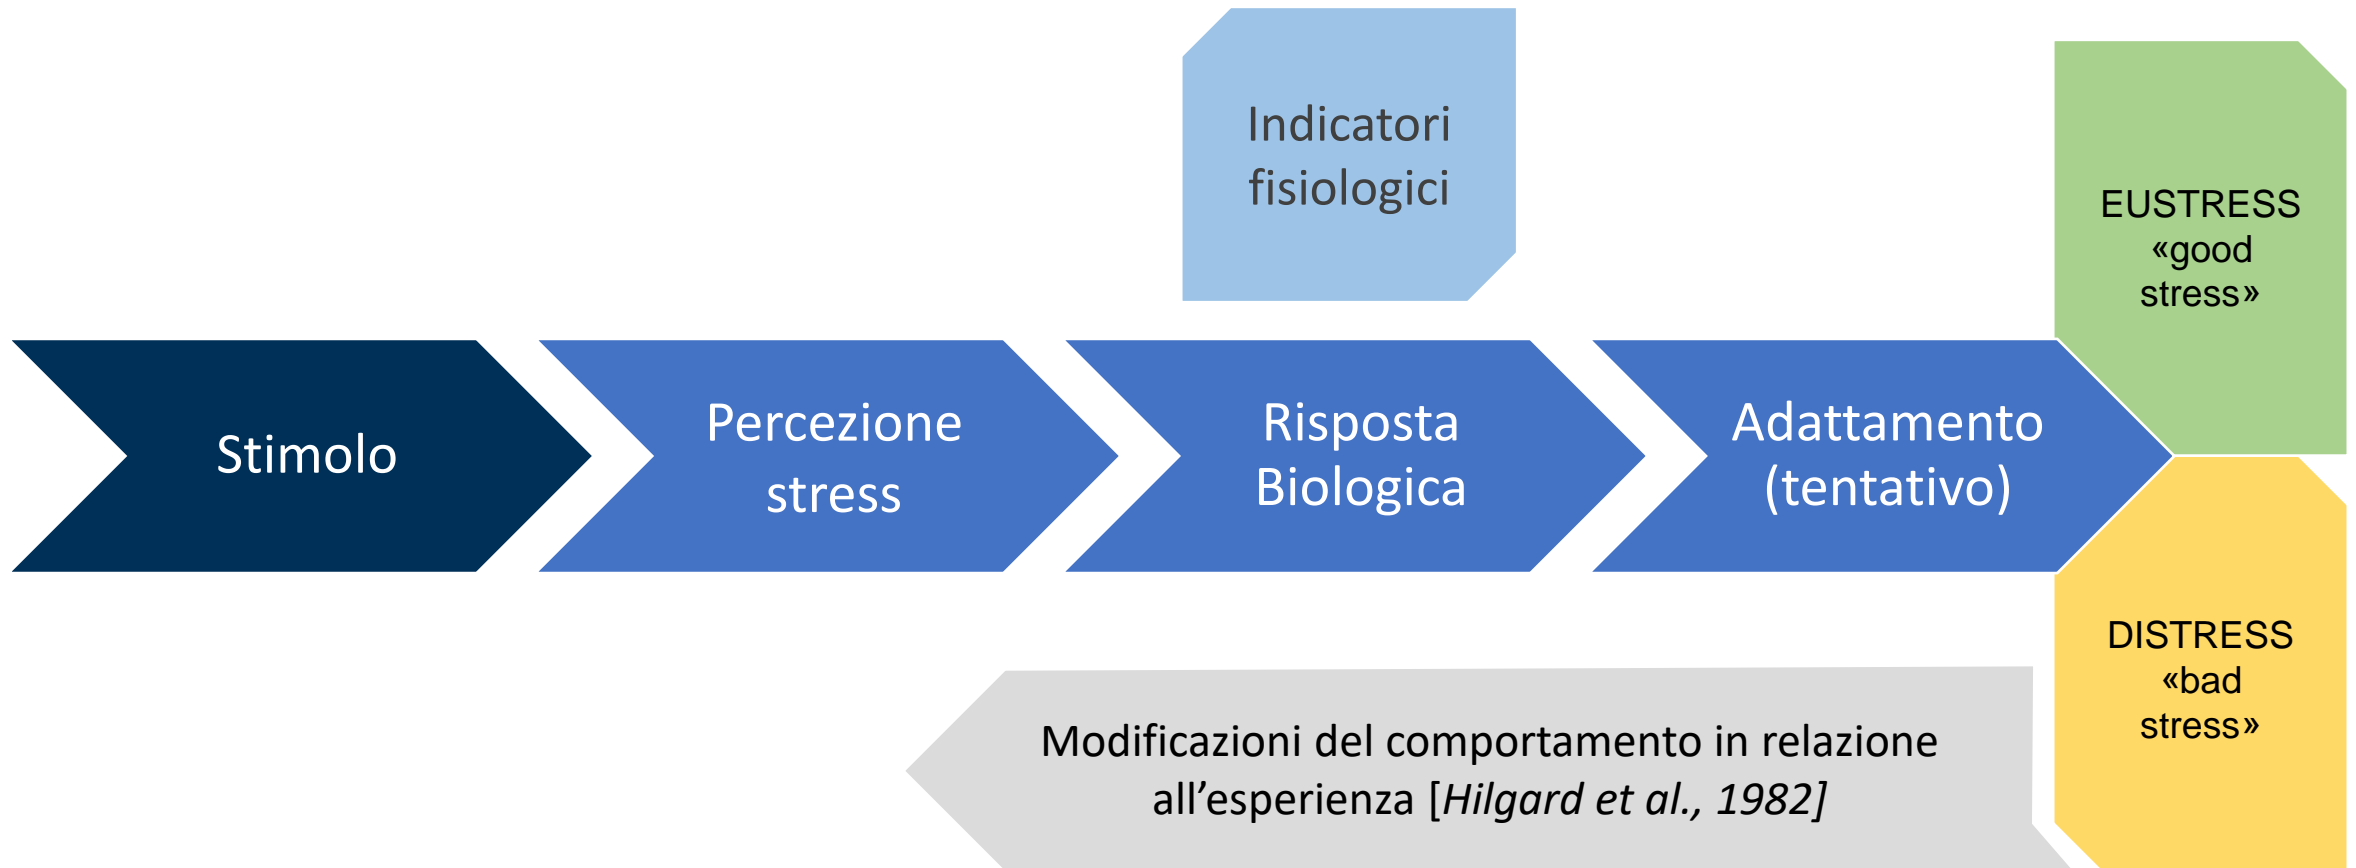 Indicatori
fisiologici
EUSTRESS
«good
stress»
Stimolo
Percezione
stress
Risposta
Biologica
Adattamento
(tentativo)
DISTRESS
«bad
stress»
Modificazioni del comportamento in relazione
all’esperienza [Hilgard et al., 1982]